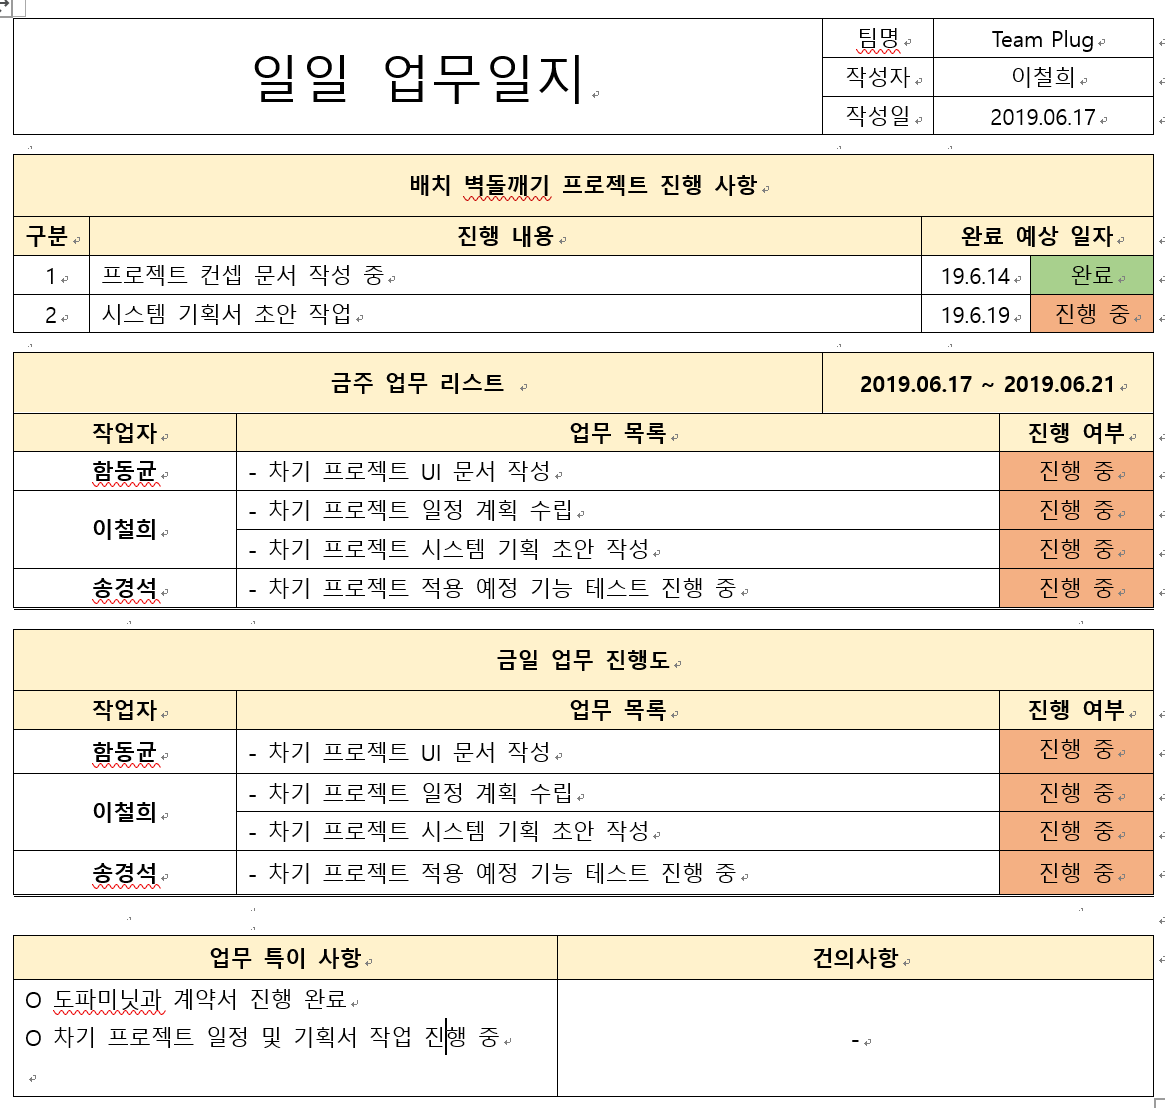 일일 업무일지
팀명 Team Plug
작성자 이철희
작성일 2019.06.17
배치 벽돌깨기 프로젝트 진행 사항
구분 진행 내용 완료 예상 일자
1 프로젝트 컨셉 문서 작성 중 19.6.14 완료
2 시스템 기획서 초안 작업 19.6.19 진행 중
금주 업무 리스트 2019.06.17 ~ 2019.06.21
작업자 업무 목록 진행 여부
함동균 - 차기 프로젝트 UI 문서 작성 진행 중
이철희 - 차기 프로젝트 일정 계획 수립 진행 중
- 차기 프로젝트 시스템 기획 초안 작성 진행 중
송경석 - 차기 프로젝트 적용 예정 기능 테스트 진행 중 진행 중
금일 업무 진행도
작업자 업무 목록 진행 여부
함동균 - 차기 프로젝트 UI 문서 작성 진행 중
이철희 - 차기 프로젝트 일정 계획 수립 진행 중
- 차기 프로젝트 시스템 기획 초안 작성 진행 중
송경석 - 차기 프로젝트 적용 예정 기능 테스트 진행 중 진행 중
업무 특이 사항 건의사항
O 도파미닛과 계약서 진행 완료
O 차기 프로젝트 일정 및 기획서 작업 진행 중
-